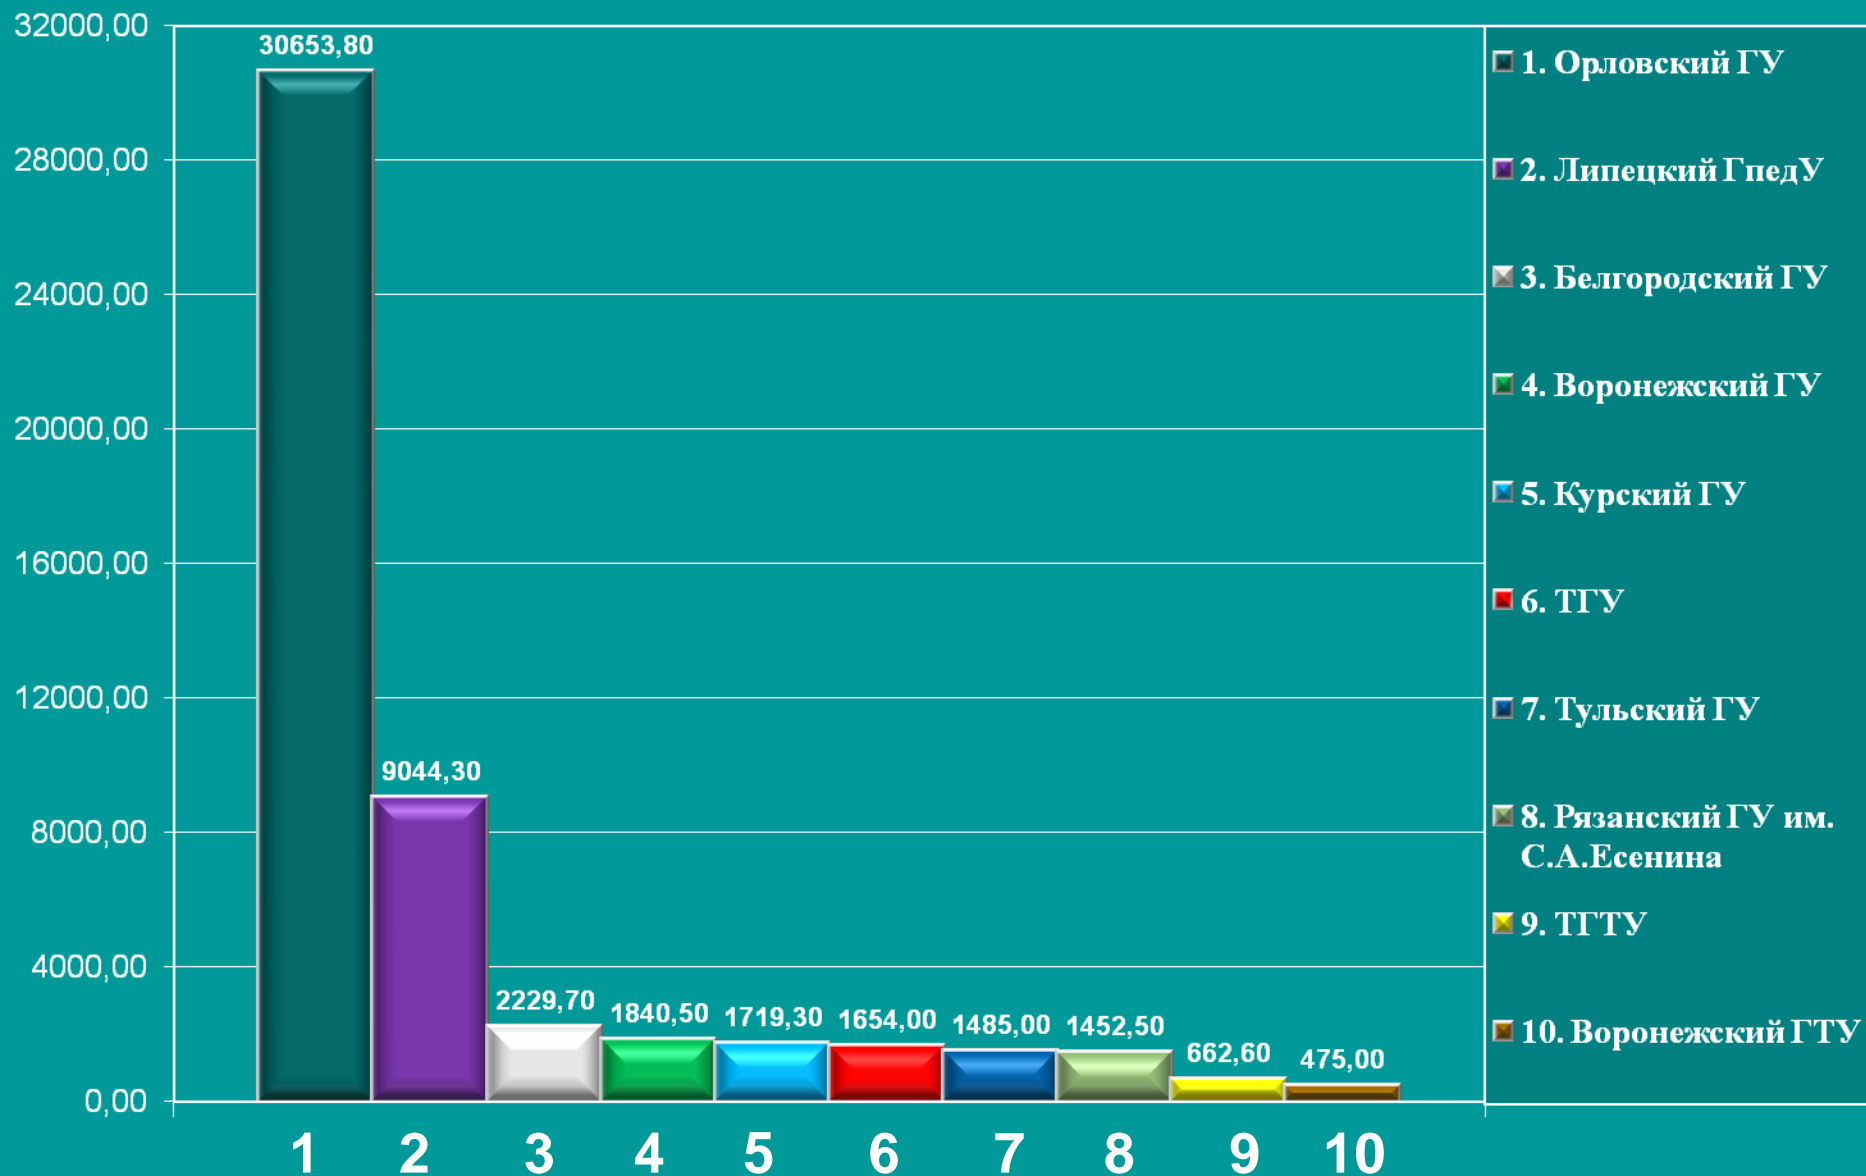 32000,00
28000,00
24000,00
20000,00
16000,00
12000,00
8000,00
4000,00
0,00
30653,80
9044,30
2229,70
1840,50
1719,30
1654,00
1485,00
1452,50
662,60
475,00
1
2
3
4
5
6
7
8
9
10
1. Орловский ГУ
2. Липецкий ГпедУ
3. Белгородский ГУ
4. Воронежский ГУ
5. Курский ГУ
6. ТГУ
7. Тульский ГУ
8. Рязанский ГУ им.
С.А.Есенина
9. ТГТУ
10. Воронежский ГТУ